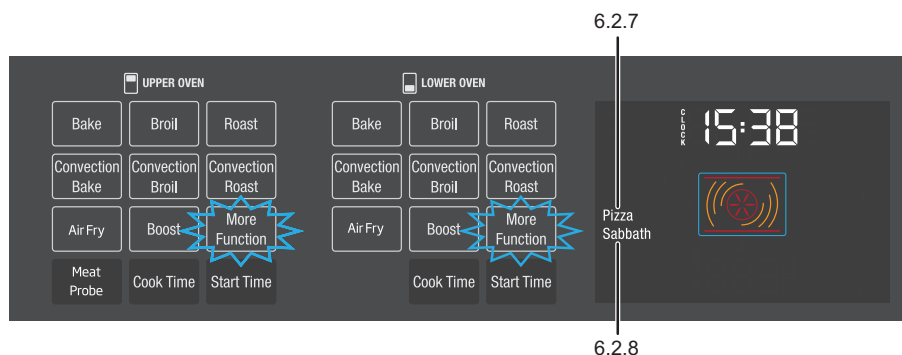 6.2.7
UPPER OVEN
LOWER OVEN
Bake
Broil
Roast
Bake
Broil
Roast
CLOCK
15:38
Convection
Bake
Convection
Broil
Convection
Roast
Convection
Bake
Convection
Broil
Convection
Roast
Air Fry
Boost
More
Function
Air Fry
Boost
More
Function
Pizza
Sabbath
Meat
Probe
Cook Time
Start Time
Cook Time
Start Time
6.2.8